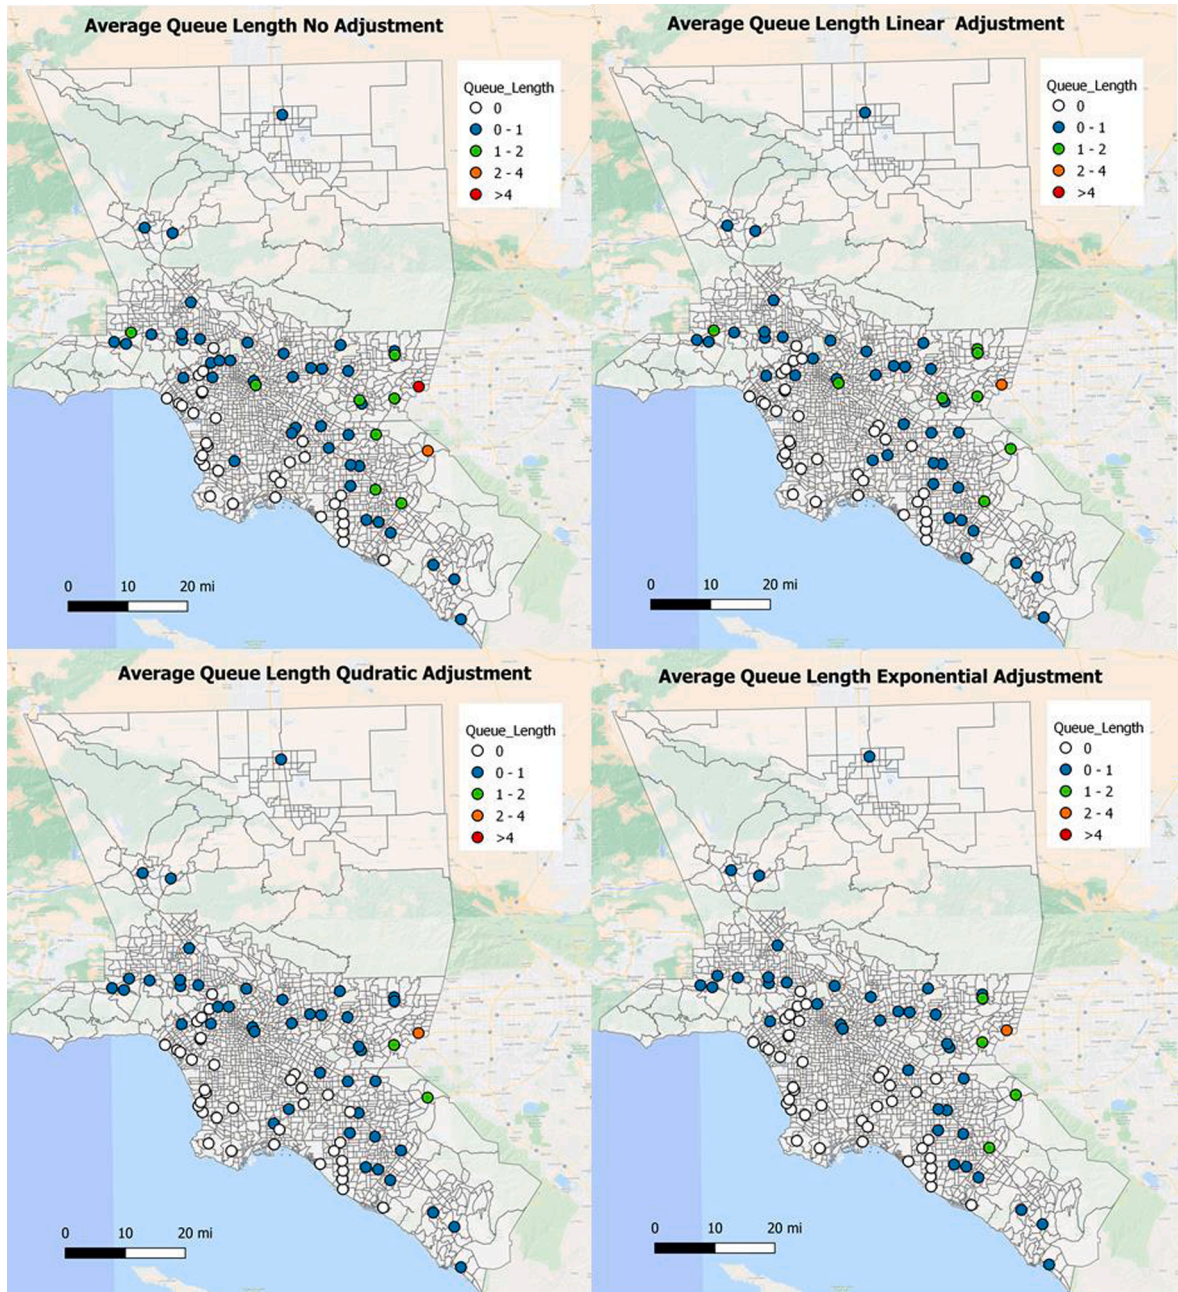 Average Queue Length No Adjustment
Queue_Length
0
0 - 1
1 - 2
2 - 4
>4
0 10 20 mi
Average Queue Length Linear Adjustment
Queue_Length
0
0 - 1
1 - 2
2 - 4
>4
0 10 20 mi
Average Queue Length Qudratic Adjustment
Queue_Length
0
0 - 1
1 - 2
2 - 4
>4
0 10 20 mi
Average Queue Length Exponential Adjustment
Queue_Length
0
0 - 1
1 - 2
2 - 4
>4
0 10 20 mi